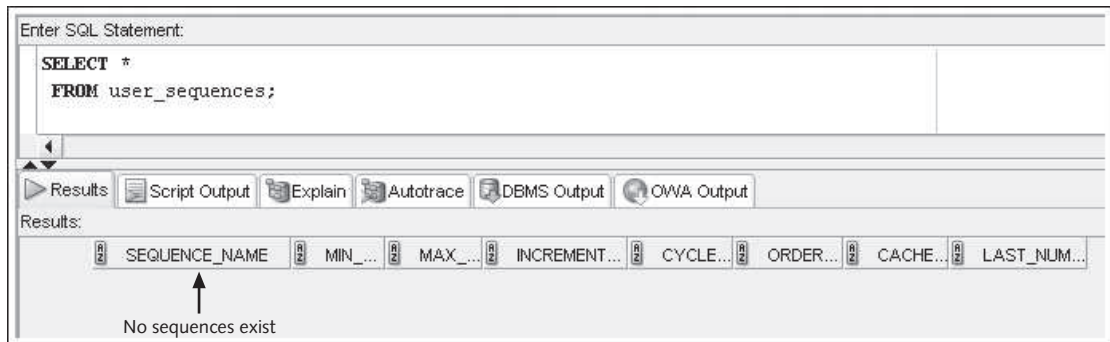 Enter SQL Statement:
SELECT *
FROM user_sequences;
Results Script Output Explain Autotrace DBMS Output OWA Output
Results:
SEQUENCE_NAME MIN_... MAX_... INCREMENT... CYCLE... ORDER... CACHE... LAST_NUM...
No sequences exist